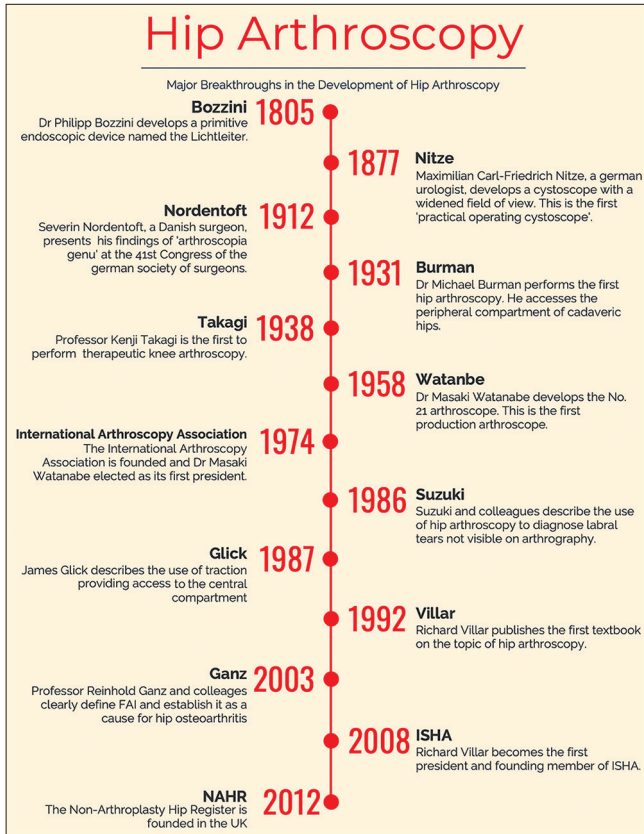 Hip Arthroscopy
Major Breakthroughs in the Development of Hip Arthroscopy
Bozzini
1805
Dr Philipp Bozzini develops a primitive
endoscopic device named the Lichtleiter.
1877
Nitze
Maximilian Carl-Friedrich Nitze, a german
urologist, develops a cystoscope with a
widened field of view. This is the first
'practical operating cystoscope'.
Nordentoft
1912
Severin Nordentoft, a Danish surgeon,
presents his findings of 'arthroscopia
genu' at the 41st Congress of the
german society of surgeons.
1931
Burman
Dr Michael Burman performs the first
hip arthroscopy. He accesses the
peripheral compartment of cadaveric
hips.
Takagi
1938
Professor Kenji Takagi is the first to
perform therapeutic knee arthroscopy.
1958
Watanbe
Dr Masaki Watanabe develops the No.
21 arthroscope. This is the first
production arthroscope.
International Arthroscopy Association
1974
The International Arthroscopy
Association is founded and Dr Masaki
Watanabe elected as its first president.
1986
Suzuki
Suzuki and colleagues describe the use
of hip arthroscopy to diagnose labral
tears not visible on arthrography.
Glick
1987
James Glick describes the use of traction
providing access to the central
compartment
1992
Villar
Richard Villar publishes the first textbook
on the topic of hip arthroscopy.
Ganz
2003
Professor Reinhold Ganz and colleages
clearly define FAI and establish it as a
cause for hip osteoarthritis
2008
ISHA
Richard Villar becomes the first
president and founding member of ISHA.
NAHR
2012
The Non-Arthroplasty Hip Register is
founded in the UK